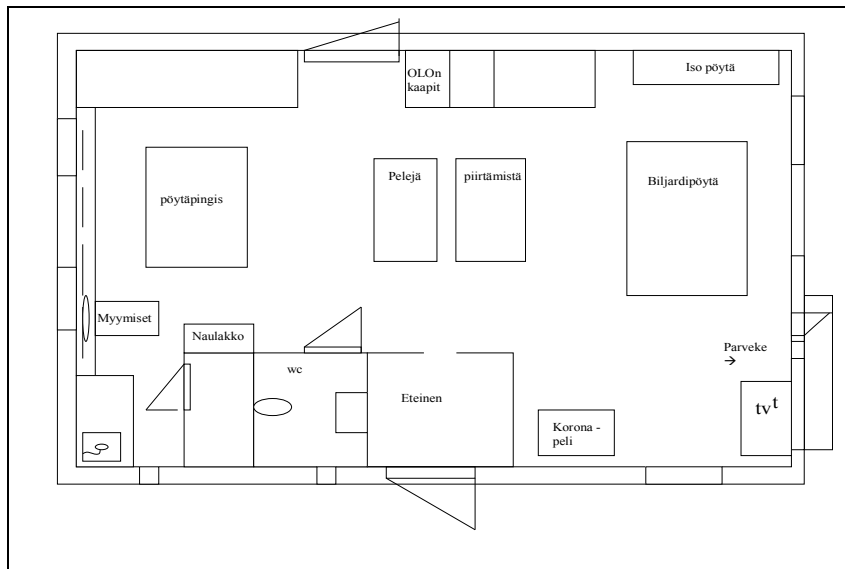 OLOn
kaapit
Iso pöytä
pöytäpingis
Pelejä
piirtämistä
Biljardipöytä
Myymiset
Naulakko
wc
Eteinen
Parveke
tvt
Korona -
peli